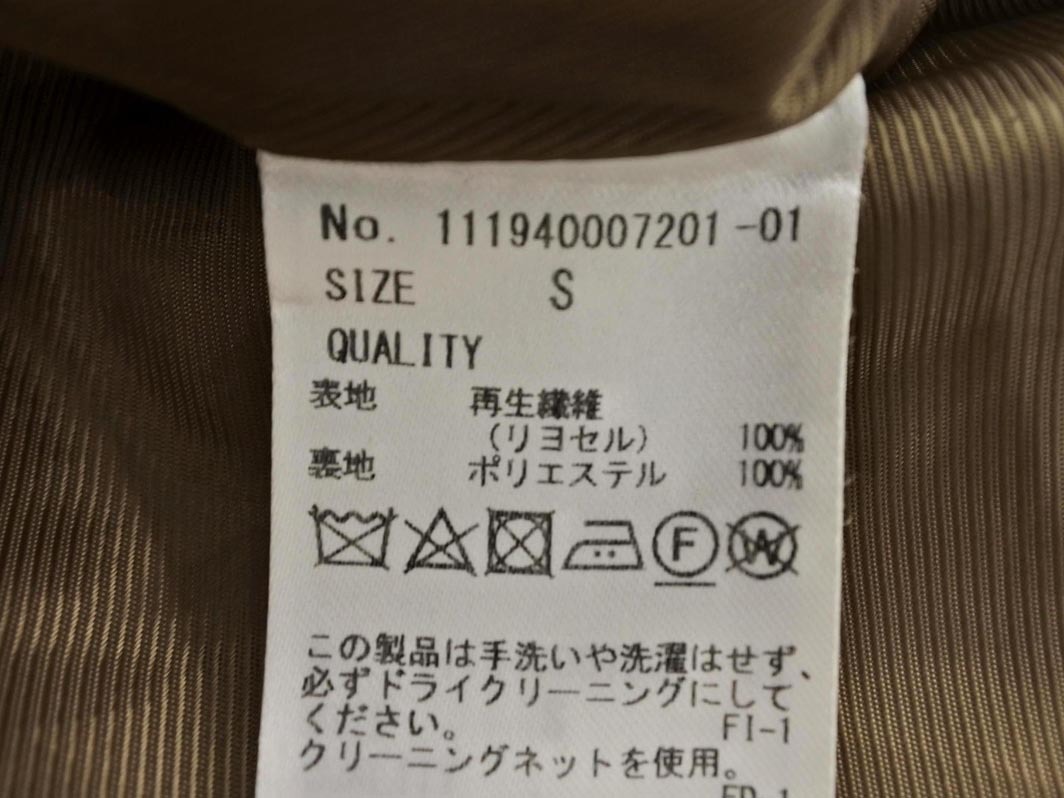 No. 111940007201-01
SIZE S
QUALITY
表地 再生繊維
（リヨセル） 100%
裏地 ポリエステル 100%
F W
この製品は手洗いや洗濯はせず、
必ずドライクリーニングにして
ください。 FI-1
クリーニングネットを使用。